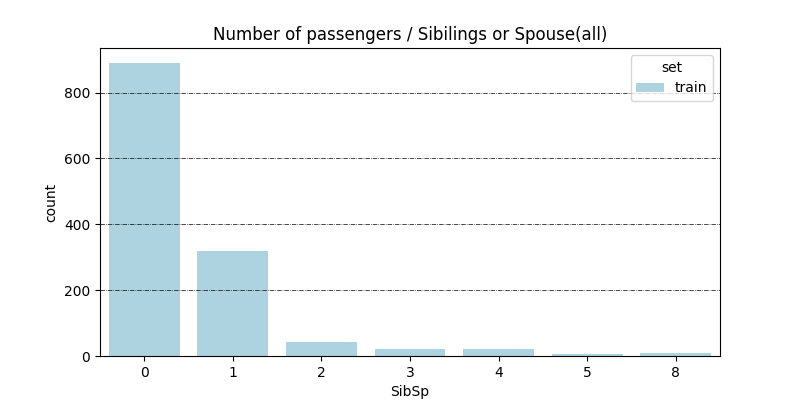 Number of passengers / Sibilings or Spouse(all)
set
train
800
600
400
200
0
count
0 1 2 3 4 5 8
SibSp